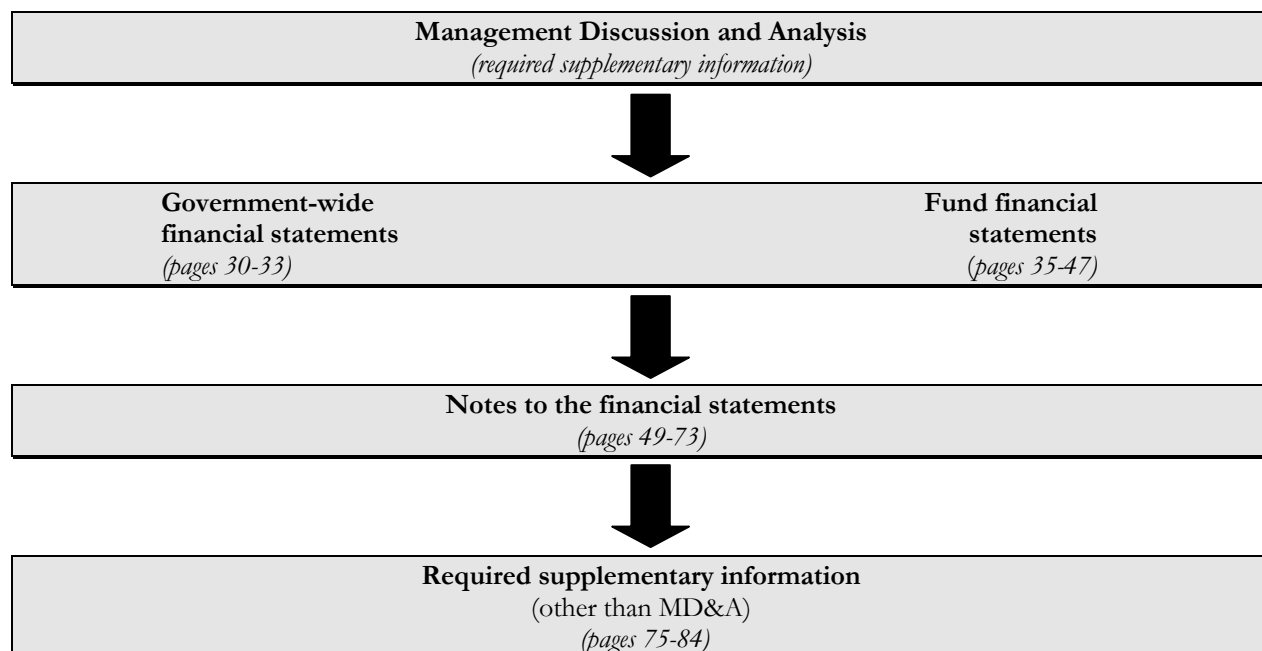 Management Discussion and Analysis
(required supplementary information)
Government-wide
financial statements
(pages 30-33)
Fund financial
statements
(pages 35-47)
Notes to the financial statements
(pages 49-73)
Required supplementary information
(other than MD&A)
(pages 75-84)